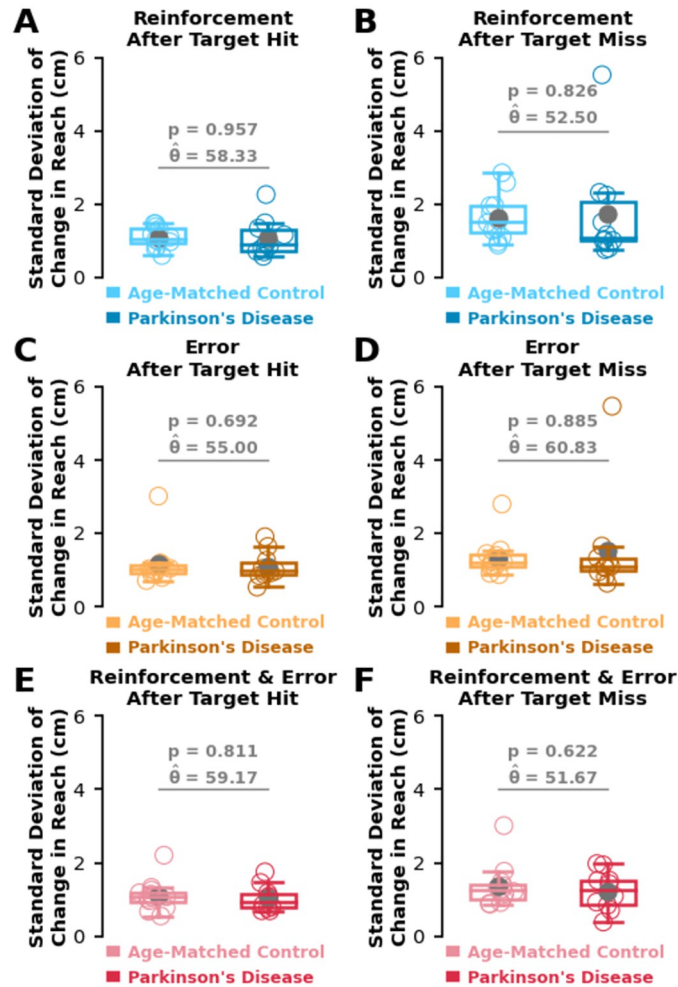 A
Reinforcement
After Target Hit
Standard Deviation of
Change in Reach (cm)
6
4
2
0
p = 0.957
θ̂ = 58.33
Age-Matched Control
Parkinson's Disease
B
Reinforcement
After Target Miss
Standard Deviation of
Change in Reach (cm)
6
4
2
0
p = 0.826
θ̂ = 52.50
Age-Matched Control
Parkinson's Disease
C
Error
After Target Hit
Standard Deviation of
Change in Reach (cm)
6
4
2
0
p = 0.692
θ̂ = 55.00
Age-Matched Control
Parkinson's Disease
D
Error
After Target Miss
Standard Deviation of
Change in Reach (cm)
6
4
2
0
p = 0.885
θ̂ = 60.83
Age-Matched Control
Parkinson's Disease
E
Reinforcement & Error
After Target Hit
Standard Deviation of
Change in Reach (cm)
6
4
2
0
p = 0.811
θ̂ = 59.17
Age-Matched Control
Parkinson's Disease
F
Reinforcement & Error
After Target Miss
Standard Deviation of
Change in Reach (cm)
6
4
2
0
p = 0.622
θ̂ = 51.67
Age-Matched Control
Parkinson's Disease